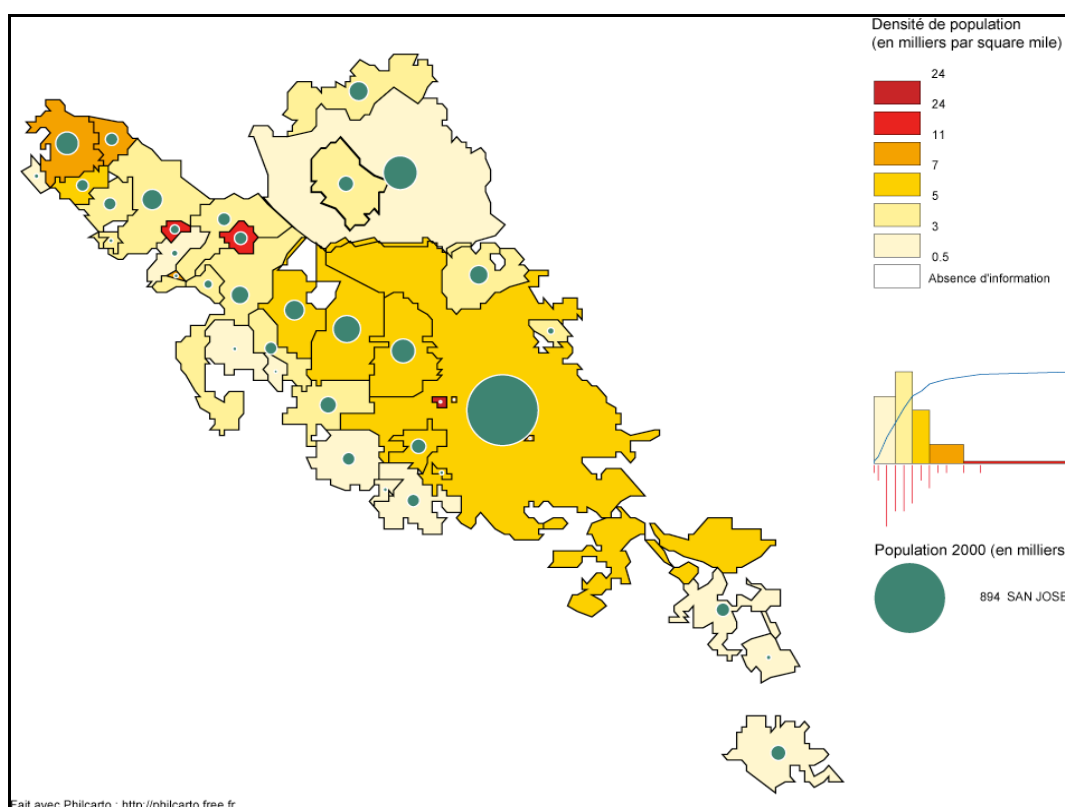 Densité de population
(en milliers par square mile)
24
24
11
7
5
3
0.5
Absence d'information
Population 2000 (en milliers
894 SAN JOSE
Fait avec Philcarto : http://philcarto.free.fr